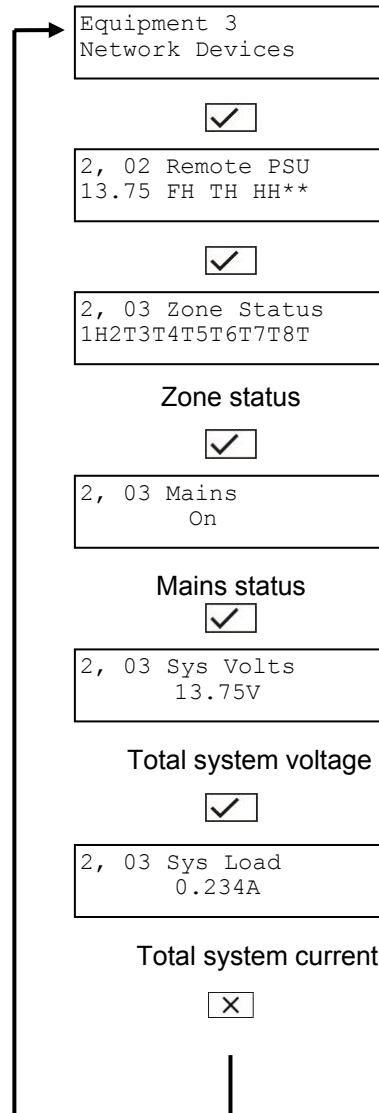 Equipment 3
Network Devices
2, 02 Remote PSU
13.75 FH TH HH**
2, 03 Zone Status
1H2T3T4T5T6T7T8T
Zone status
2, 03 Mains
On
Mains status
2, 03 Sys Volts
13.75V
Total system voltage
2, 03 Sys Load
0.234A
Total system current